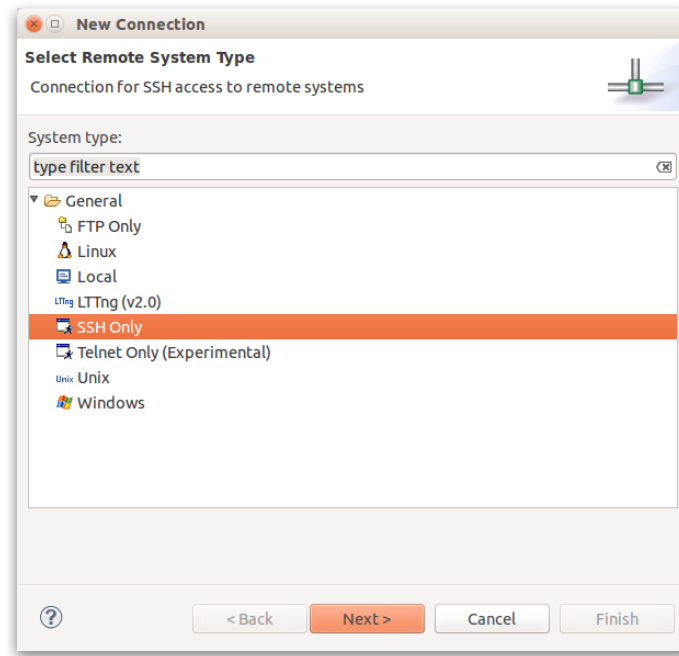 New Connection
Select Remote System Type
Connection for SSH access to remote systems
System type:
type filter text
General
FTP Only
Linux
Local
LTTng LTTng (v2.0)
SSH Only
Telnet Only (Experimental)
Unix Unix
Windows
? < Back Next > Cancel Finish